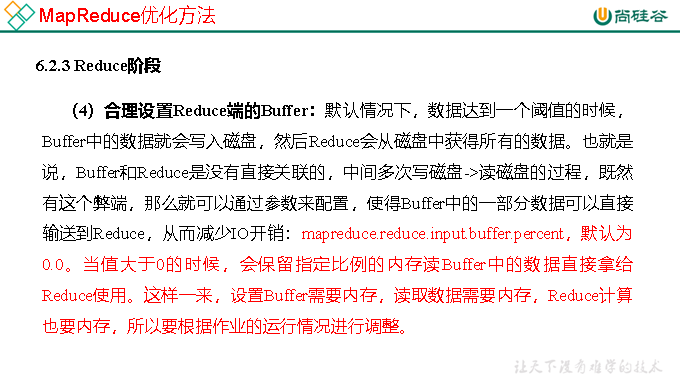 MapReduce优化方法
尚硅谷
6.2.3 Reduce阶段
（4）合理设置Reduce端的Buffer：默认情况下，数据达到一个阈值的时候，
Buffer中的数据就会写入磁盘，然后Reduce会从磁盘中获得所有的数据。也就是
说，Buffer和Reduce是没有直接关联的，中间多次写磁盘->读磁盘的过程，既然
有这个弊端，那么就可以通过参数来配置，使得Buffer中的一部分数据可以直接
输送到Reduce，从而减少IO开销：mapreduce.reduce.input.buffer.percent，默认为
0.0。当值大于0的时候，会保留指定比例的内存读Buffer中的数据直接拿给
Reduce使用。这样一来，设置Buffer需要内存，读取数据需要内存，Reduce计算
也要内存，所以要根据作业的运行情况进行调整。
让天下没有难学的技术